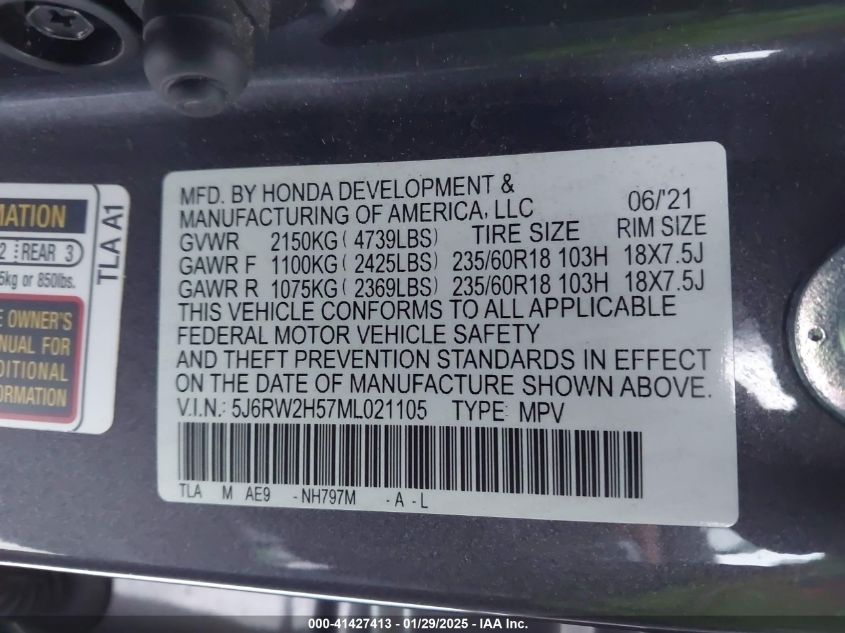 MATION
2 REAR 3
5kg or 850lbs.
E OWNER'S
NUAL FOR
DITIONAL
ORMATION
TLA A1
MFD. BY HONDA DEVELOPMENT & 06/'21
MANUFACTURING OF AMERICA, LLC
GVWR 2150KG ( 4739LBS) TIRE SIZE RIM SIZE
GAWR F 1100KG ( 2425LBS) 235/60R18 103H 18X7.5J
GAWR R 1075KG ( 2369LBS) 235/60R18 103H 18X7.5J
THIS VEHICLE CONFORMS TO ALL APPLICABLE
FEDERAL MOTOR VEHICLE SAFETY
AND THEFT PREVENTION STANDARDS IN EFFECT
ON THE DATE OF MANUFACTURE SHOWN ABOVE.
V.I.N.: 5J6RW2H57ML021105 TYPE: MPV
TLA M AE9 -NH797M -A-L
000-41427413 - 01/29/2025 - IAA Inc.